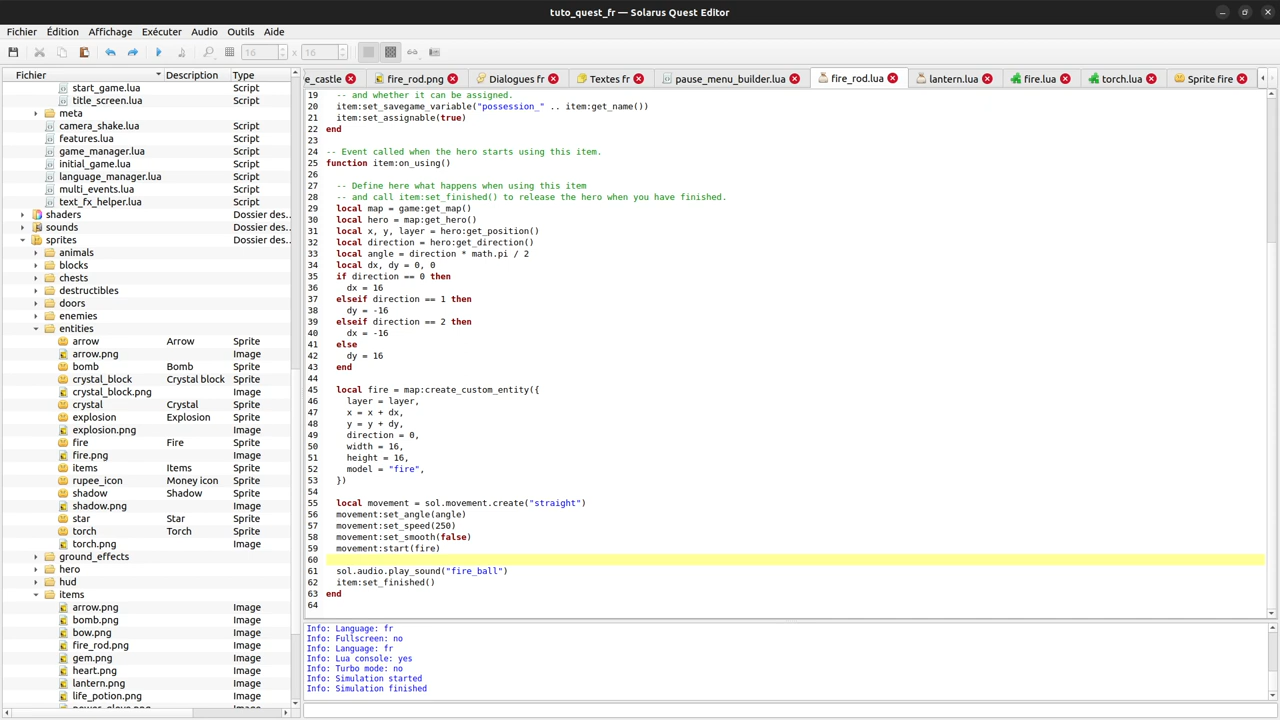 tuto_quest_fr — Solarus Quest Editor
Fichier Édition Affichage Exécuter Audio Outils Aide
16 x 16
Fichier Description Type
start_game.lua Script
title_screen.lua Script
meta
camera_shake.lua Script
features.lua Script
game_manager.lua Script
initial_game.lua Script
language_manager.lua Script
multi_events.lua Script
text_fx_helper.lua Script
shaders Dossier des...
sounds Dossier des...
sprites Dossier des...
animals
blocks
chests
destructibles
doors
enemies
entities
arrow Arrow Sprite
arrow.png Image
bomb Bomb Sprite
crystal_block Crystal block Sprite
crystal_block.png Image
crystal Crystal Sprite
explosion Explosion Sprite
explosion.png Image
fire Fire Sprite
fire.png Image
items Items Sprite
rupee_icon Money icon Sprite
shadow Shadow Sprite
shadow.png Image
star Star Sprite
torch Torch Sprite
torch.png Image
ground_effects
hero
hud
items
arrow.png Image
bomb.png Image
bow.png Image
fire_rod.png Image
gem.png Image
heart.png Image
lantern.png Image
life_potion.png Image
e_castle fire_rod.png Dialogues fr Textes fr pause_menu_builder.lua fire_rod.lua lantern.lua fire.lua torch.lua Sprite fire
19 -- and whether it can be assigned.
20 item:set_savegame_variable("possession_" .. item:get_name())
21 item:set_assignable(true)
22 end
23
24 -- Event called when the hero starts using this item.
25 function item:on_using()
26
27 -- Define here what happens when using this item
28 -- and call item:set_finished() to release the hero when you have finished.
29 local map = game:get_map()
30 local hero = map:get_hero()
31 local x, y, layer = hero:get_position()
32 local direction = hero:get_direction()
33 local angle = direction * math.pi / 2
34 local dx, dy = 0, 0
35 if direction == 0 then
36 dx = 16
37 elseif direction == 1 then
38 dy = -16
39 elseif direction == 2 then
40 dx = -16
41 else
42 dy = 16
43 end
44
45 local fire = map:create_custom_entity({
46 layer = layer,
47 x = x + dx,
48 y = y + dy,
49 direction = 0,
50 width = 16,
51 height = 16,
52 model = "fire",
53 })
54
55 local movement = sol.movement.create("straight")
56 movement:set_angle(angle)
57 movement:set_speed(250)
58 movement:set_smooth(false)
59 movement:start(fire)
60
61 sol.audio.play_sound("fire_ball")
62 item:set_finished()
63 end
64
Info: Language: fr
Info: Fullscreen: no
Info: Language: fr
Info: Lua console: yes
Info: Turbo mode: no
Info: Simulation started
Info: Simulation finished